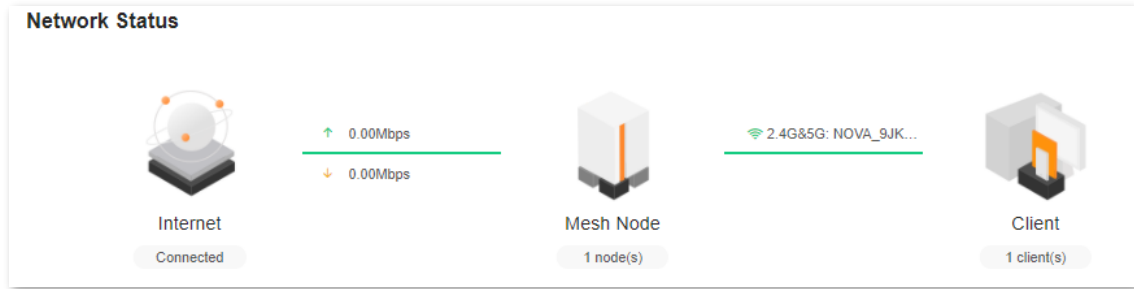 Network Status
0.00Mbps
2.4G&5G: NOVA_9JK...
0.00Mbps
Internet
Mesh Node
Client
Connected
1 node(s)
1 client(s)